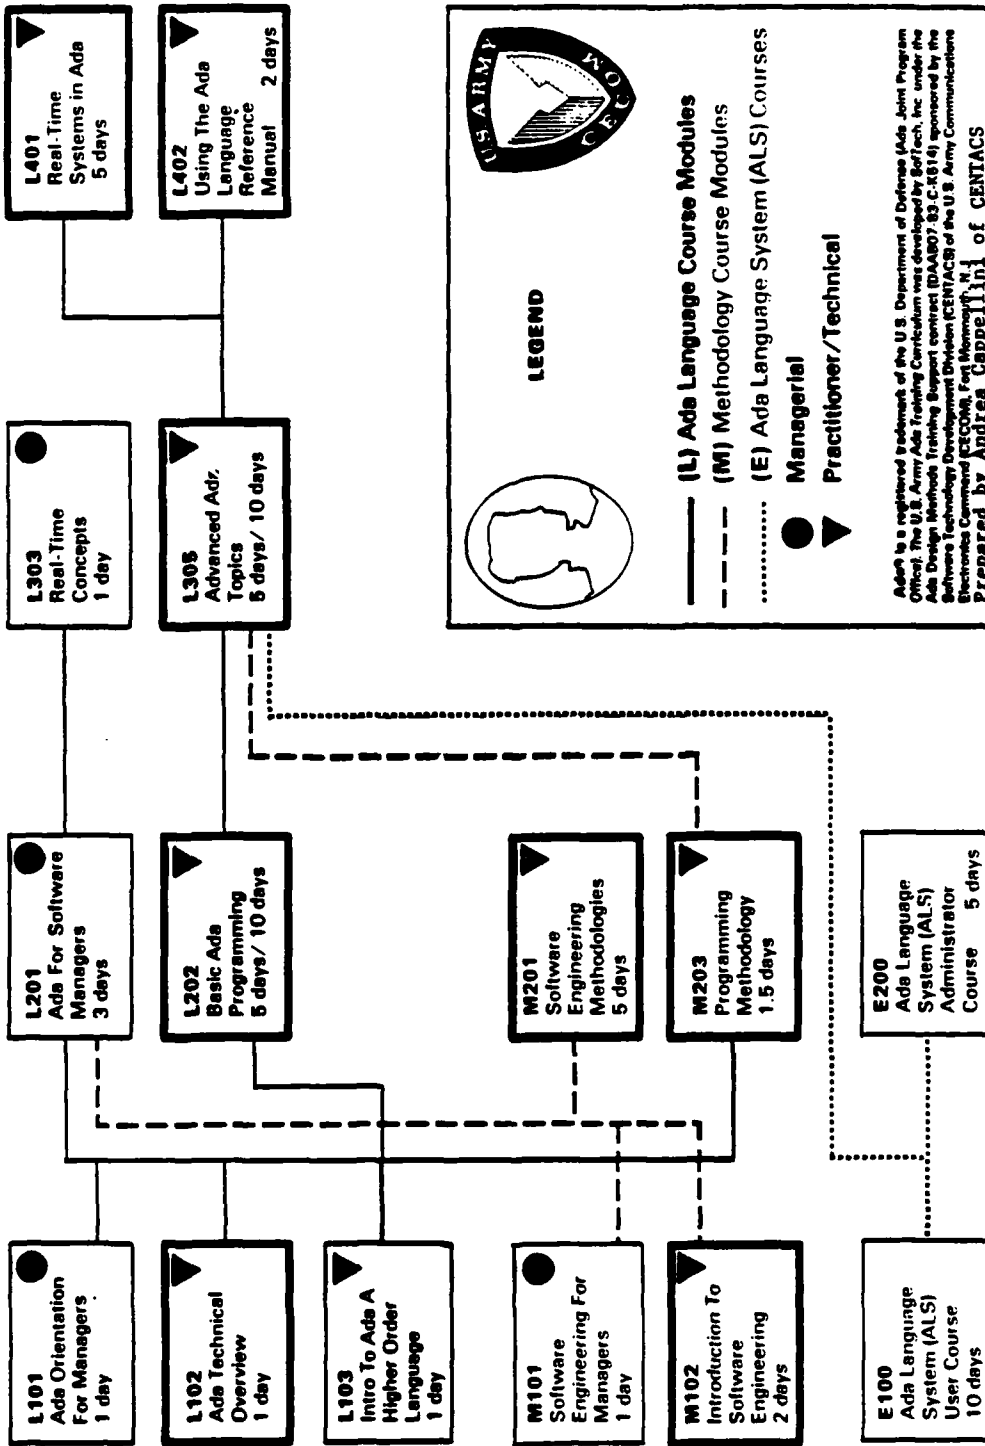 L101
Ada Orientation
For Managers
1 day
L102
Ada Technical
Overview
1 day
L103
Intro To Ada A
Higher Order
Language
1 day
M101
Software
Engineering For
Managers
1 day
M102
Introduction To
Software
Engineering
2 days
E100
Ada Language
System (ALS)
User Course
10 days
L201
Ada For Software
Managers
3 days
L202
Basic Ada
Programming
5 days/ 10 days
M201
Software
Engineering
Methodologies
5 days
M203
Programming
Methodology
1.5 days
E200
Ada Language
System (ALS)
Administrator
Course 5 days
L303
Real-Time
Concepts
1 day
L305
Advanced Ada
Topics
5 days/ 10 days
L401
Real-Time
Systems in Ada
5 days
L402
Using The Ada
Language
Reference
Manual 2 days
LEGEND
US ARMY
CECOM
(L) Ada Language Course Modules
(M) Methodology Course Modules
(E) Ada Language System (ALS) Courses
Managerial
Practitioner/Technical
Ada® is a registered trademark of the U.S. Department of Defense (Ada Joint Program
Office). The U.S. Army Ada Training Curriculum was developed by SofTech, Inc under the
Ada Design Methods Training Support contract (DAAB07-83-C-K514) sponsored by the
Software Technology Development Division (CENTACS) of the U.S. Army Communications
Electronics Command (CECOM), Fort Monmouth, N.J.
Prepared by Andrea Cappellini of CENTACS